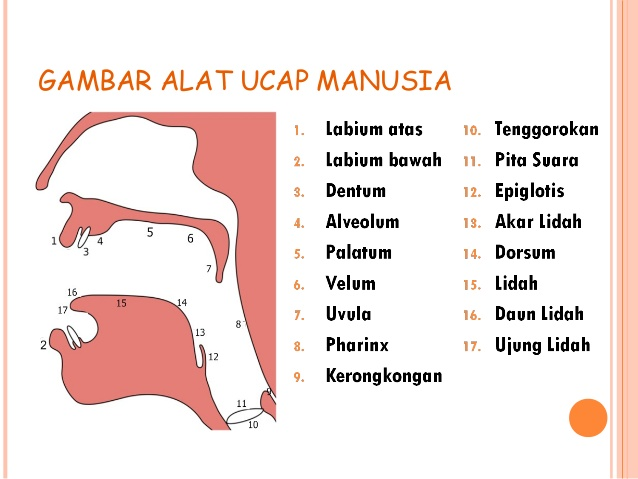 GAMBAR ALAT UCAP MANUSIA
1. Labium atas
2. Labium bawah
3. Dentum
4. Alveolum
5. Palatum
6. Velum
7. Uvula
8. Pharinx
9. Kerongkongan
10. Tenggorokan
11. Pita Suara
12. Epiglotis
13. Akar Lidah
14. Dorsum
15. Lidah
16. Daun Lidah
17. Ujung Lidah
1
3
4
5
6
7
16
17
15
14
2
13
8
12
9
11
10